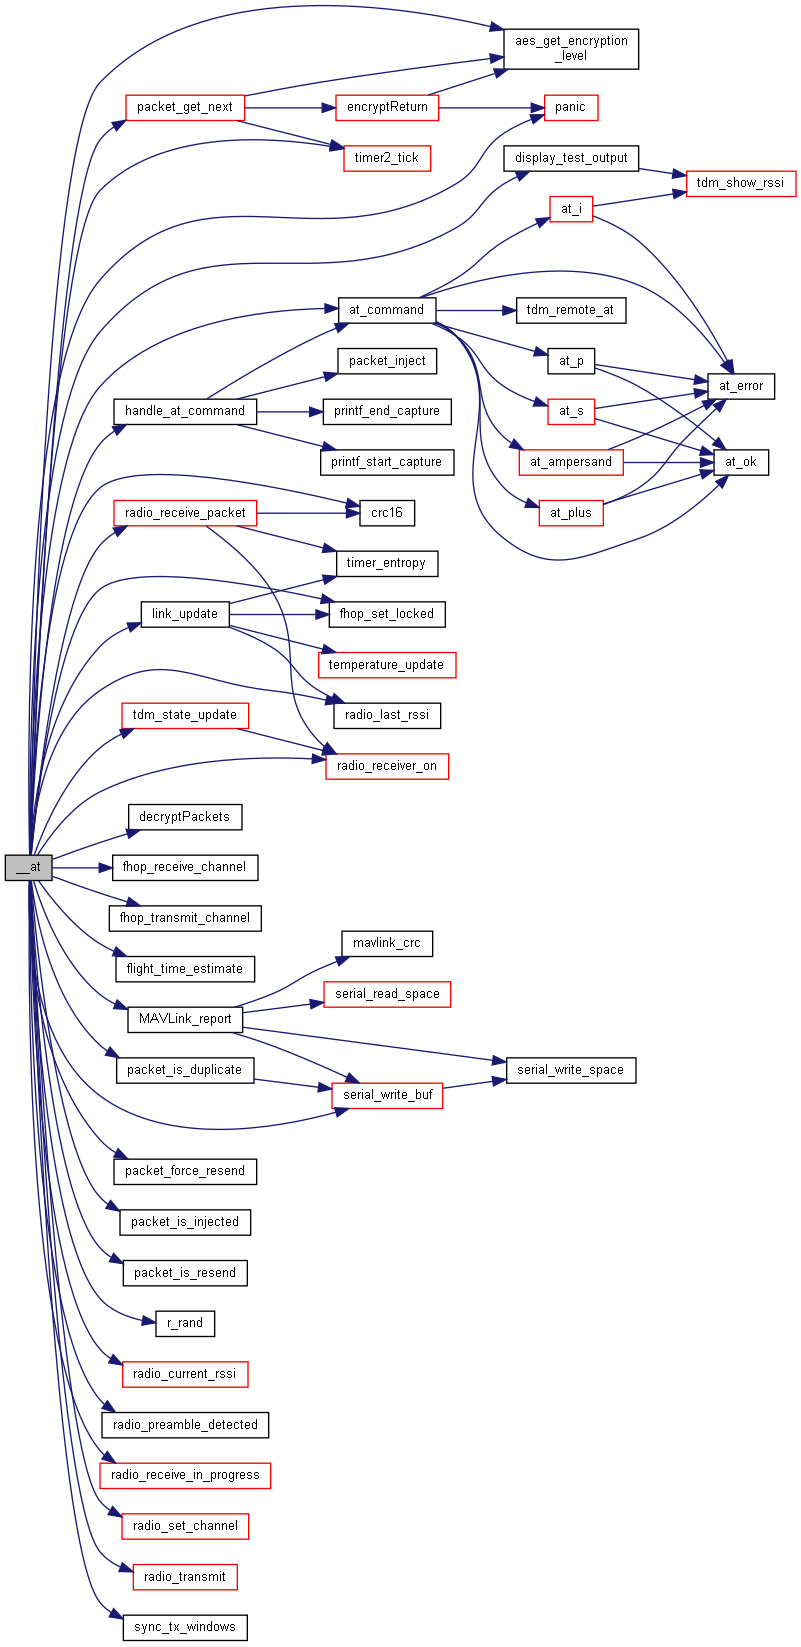 aes_get_encryption
_level
packet_get_next
encryptReturn
panic
timer2_tick
display_test_output
tdm_show_rssi
at_i
at_command
tdm_remote_at
packet_inject
at_p
at_error
handle_at_command
printf_end_capture
at_s
printf_start_capture
at_ampersand
at_ok
radio_receive_packet
crc16
at_plus
timer_entropy
link_update
fhop_set_locked
temperature_update
tdm_state_update
radio_last_rssi
radio_receiver_on
decryptPackets
__at
fhop_receive_channel
fhop_transmit_channel
mavlink_crc
flight_time_estimate
serial_read_space
MAVLink_report
packet_is_duplicate
serial_write_space
serial_write_buf
packet_force_resend
packet_is_injected
packet_is_resend
r_rand
radio_current_rssi
radio_preamble_detected
radio_receive_in_progress
radio_set_channel
radio_transmit
sync_tx_windows